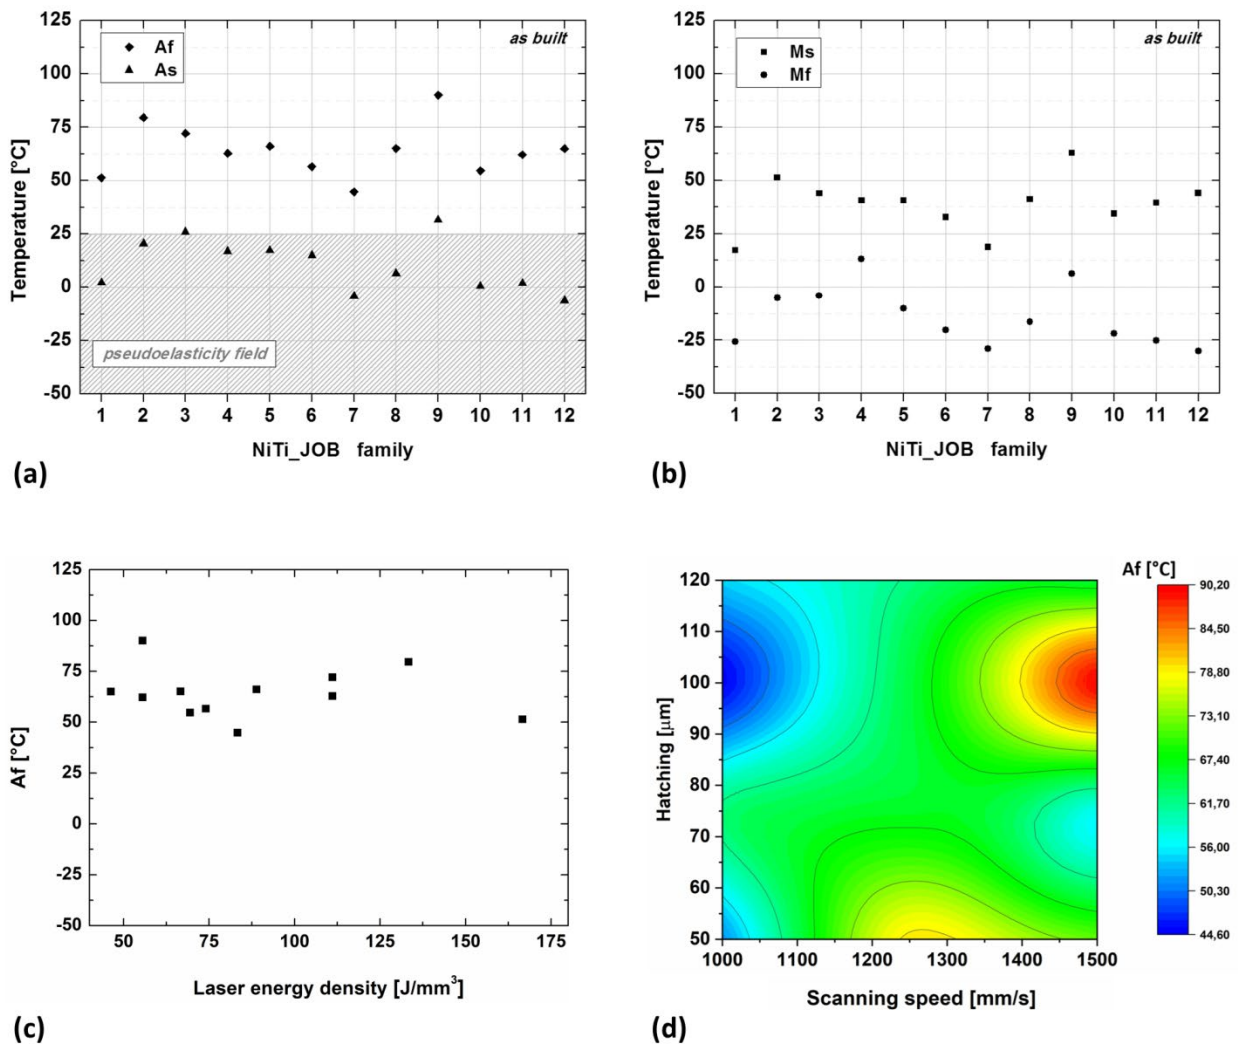 125
100
75
50
25
0
-25
-50
Temperature [°C]
Af
As
as built
pseudoelasticity field
1 2 3 4 5 6 7 8 9 10 11 12
NiTi_JOB family
(a)
125
100
75
50
25
0
-25
-50
Temperature [°C]
Ms
Mf
as built
1 2 3 4 5 6 7 8 9 10 11 12
NiTi_JOB family
(b)
125
100
75
50
25
0
-25
-50
Af [°C]
50 75 100 125 150 175
Laser energy density [J/mm³]
(c)
120
110
100
90
80
70
60
50
Hatching [μm]
1000 1100 1200 1300 1400 1500
Scanning speed [mm/s]
Af [°C]
90,20
84,50
78,80
73,10
67,40
61,70
56,00
50,30
44,60
(d)